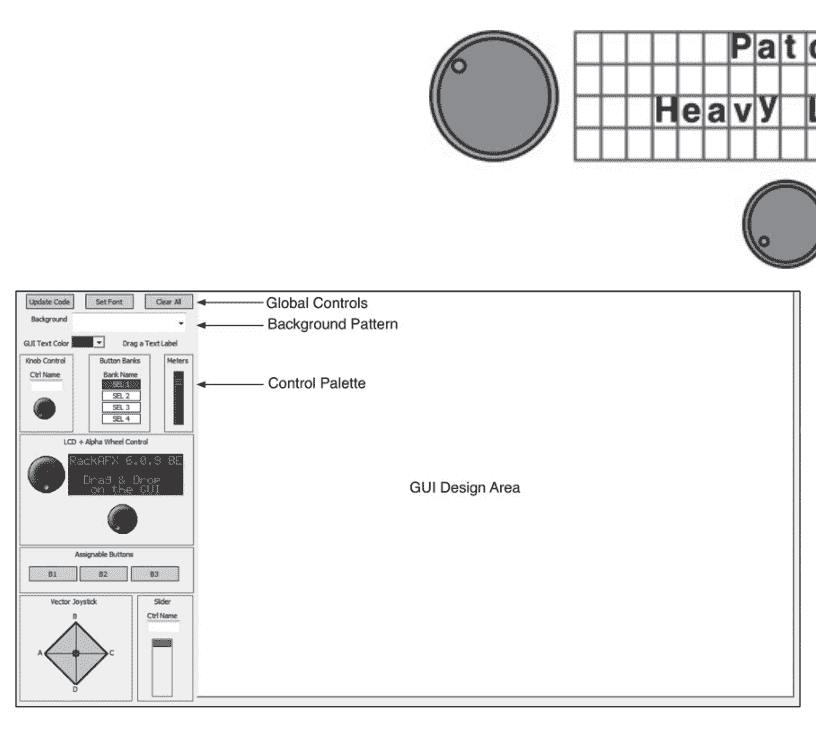 Pat
Heavy L
Update Code Set Font Clear All
Global Controls
Background
Background Pattern
GUI Text Color Drag a Text Label
Knob Control Button Banks Meters
Ctrl Name Bank Name
SEL 1
Control Palette
SEL 2
SEL 3
SEL 4
LCD + Alpha Wheel Control
RackAFX 6.0.9 BE
Drag & Drop
on the GUI
GUI Design Area
Assignable Buttons
B1 B2 B3
Vector Joystick Slider
B Ctrl Name
A C
D